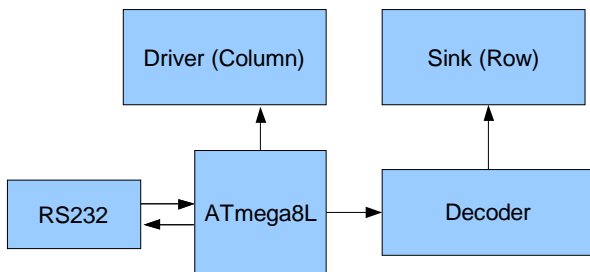 Driver (Column)
Sink (Row)
RS232
ATmega8L
Decoder